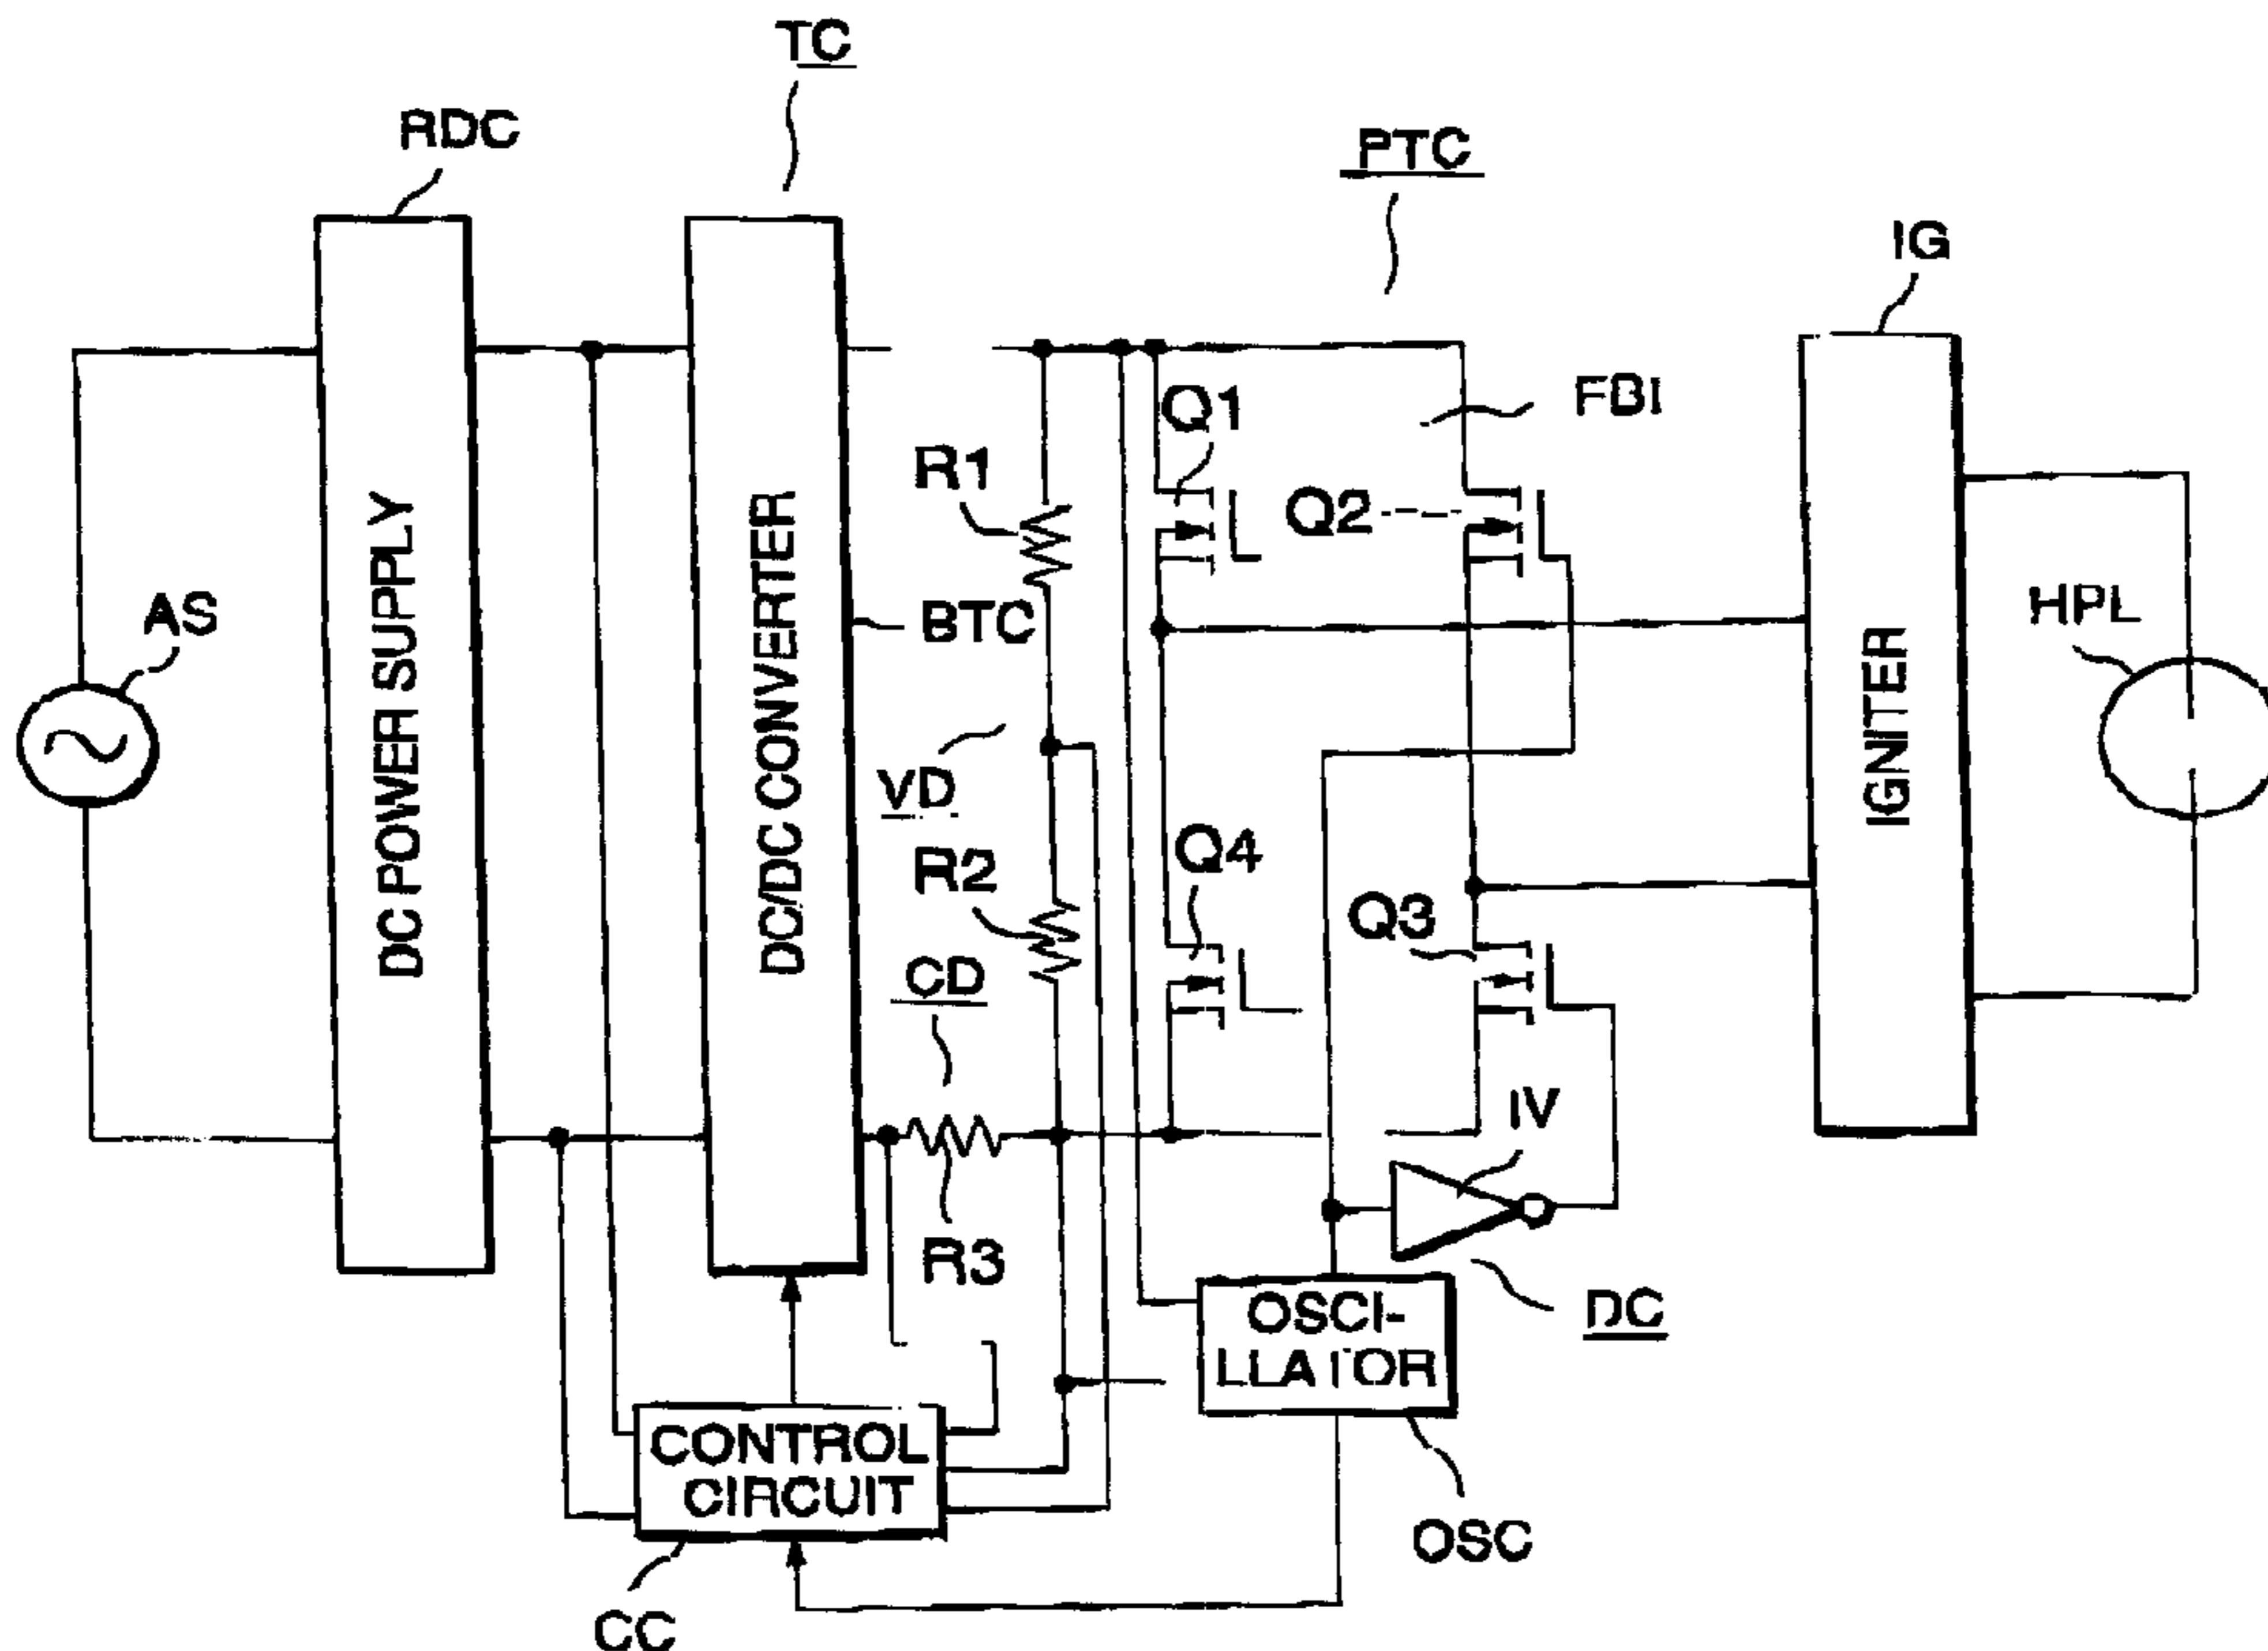 TC
RDC
PTC
IG
Q1
FBI
R1
Q2
AS
BTC
HPL
DC POWER SUPPLY
DC/DC CONVERTER
IGNITER
VD
Q4
R2
Q3
CD
IV
R3
DC
OSCI-
LLATOR
CONTROL
CIRCUIT
OSC
CC